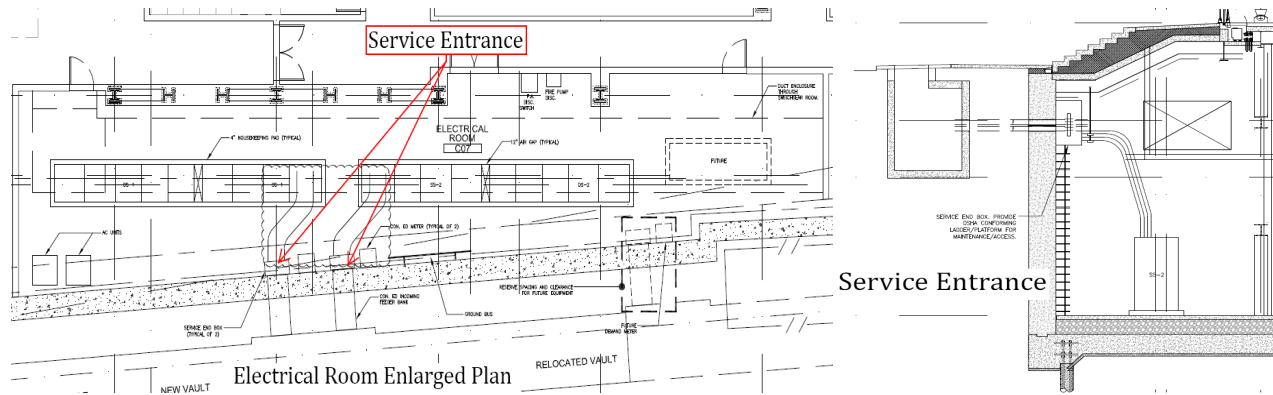 Service Entrance
P.A.
DISC.
SWITCH
FIRE PUMP
DISC.
DUCT ENCLOSURE
THROUGH
SWITCHGEAR ROOM.
4" HOUSEKEEPING PAD (TYPICAL)
ELECTRICAL
ROOM
C07
12" AIR GAP (TYPICAL)
FUTURE
DS-1
SS-1
SS-2
DS-2
AC UNITS
CON. ED METER (TYPICAL OF 2)
RESERVE SPACING AND CLEARANCE
FOR FUTURE EQUIPMENT
CON. ED INCOMING
FEEDER BANK
GROUND BUS
SERVICE END BOX
(TYPICAL OF 2)
FUTURE
DEMAND METER
RELOCATED VAULT
Electrical Room Enlarged Plan
NEW VAULT
SERVICE END BOX. PROVIDE
OSHA CONFORMING
LADDER/PLATFORM FOR
MAINTENANCE/ACCESS.
Service Entrance
SS-2